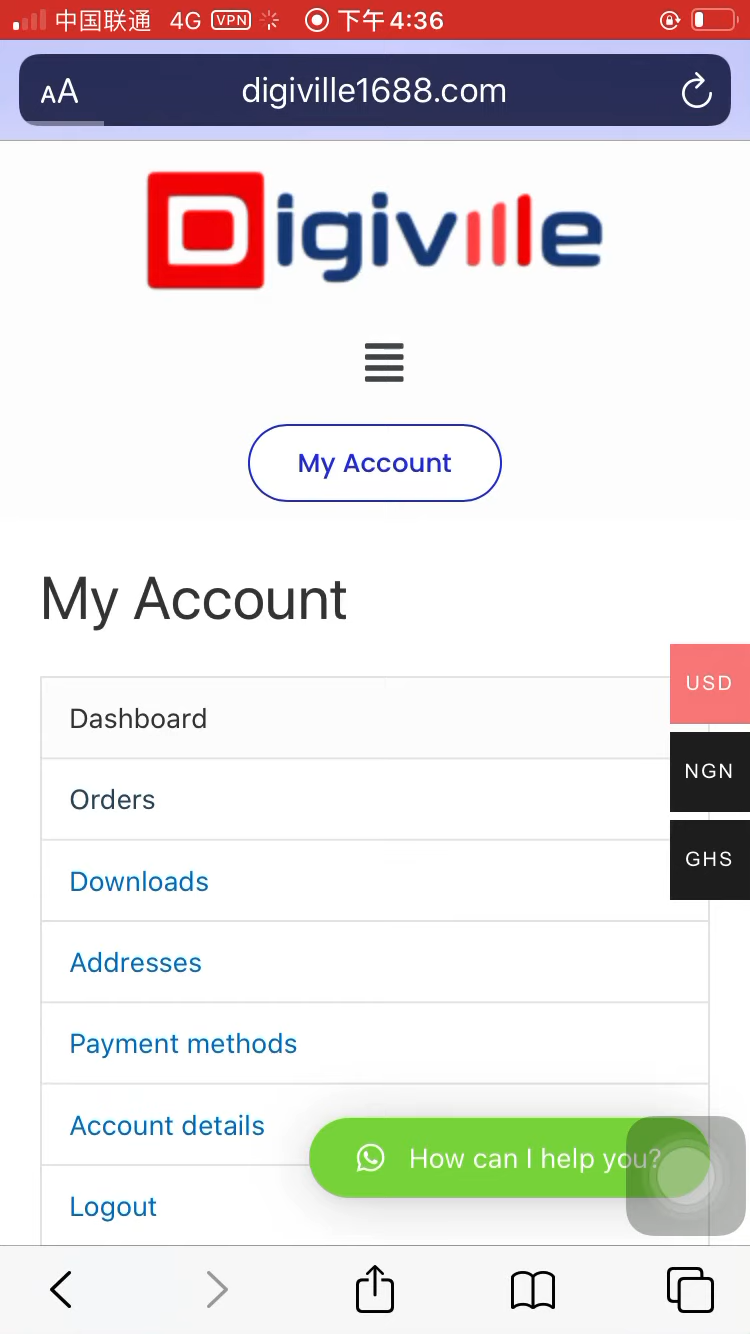 中国联通 4G VPN 下午4:36
AA digiville1688.com
Digiville
My Account
My Account
USD
Dashboard
NGN
Orders
GHS
Downloads
Addresses
Payment methods
Account details
How can I help you?
Logout